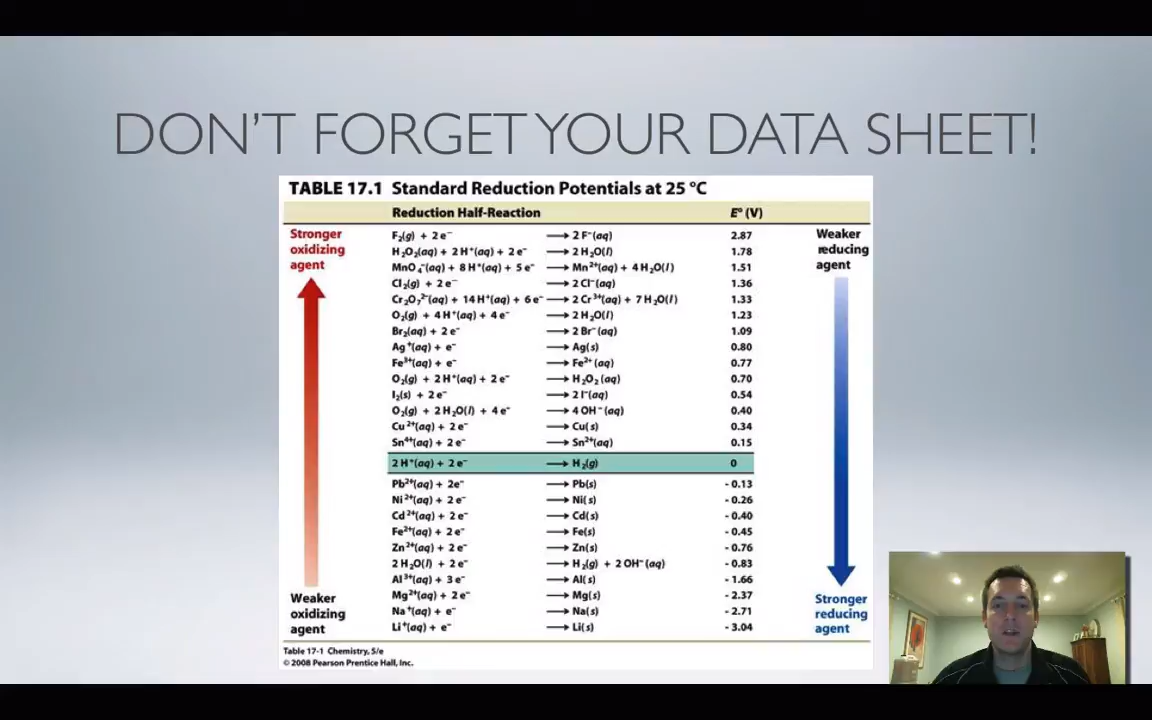 DON'T FORGET YOUR DATA SHEET!
TABLE 17.1 Standard Reduction Potentials at 25 °C
Reduction Half-Reaction E° (V)
Stronger oxidizing agent
Weaker reducing agent
F₂(g) + 2 e⁻ ⟶ 2 F⁻(aq) 2.87
H₂O₂(aq) + 2 H⁺(aq) + 2 e⁻ ⟶ 2 H₂O(l) 1.78
MnO₄⁻(aq) + 8 H⁺(aq) + 5 e⁻ ⟶ Mn²⁺(aq) + 4 H₂O(l) 1.51
Cl₂(g) + 2 e⁻ ⟶ 2 Cl⁻(aq) 1.36
Cr₂O₇²⁻(aq) + 14 H⁺(aq) + 6 e⁻ ⟶ 2 Cr³⁺(aq) + 7 H₂O(l) 1.33
O₂(g) + 4 H⁺(aq) + 4 e⁻ ⟶ 2 H₂O(l) 1.23
Br₂(aq) + 2 e⁻ ⟶ 2 Br⁻(aq) 1.09
Ag⁺(aq) + e⁻ ⟶ Ag(s) 0.80
Fe³⁺(aq) + e⁻ ⟶ Fe²⁺(aq) 0.77
O₂(g) + 2 H⁺(aq) + 2 e⁻ ⟶ H₂O₂(aq) 0.70
I₂(s) + 2 e⁻ ⟶ 2 I⁻(aq) 0.54
O₂(g) + 2 H₂O(l) + 4 e⁻ ⟶ 4 OH⁻(aq) 0.40
Cu²⁺(aq) + 2 e⁻ ⟶ Cu(s) 0.34
Sn⁴⁺(aq) + 2 e⁻ ⟶ Sn²⁺(aq) 0.15
2 H⁺(aq) + 2 e⁻ ⟶ H₂(g) 0
Pb²⁺(aq) + 2e⁻ ⟶ Pb(s) - 0.13
Ni²⁺(aq) + 2 e⁻ ⟶ Ni(s) - 0.26
Cd²⁺(aq) + 2 e⁻ ⟶ Cd(s) - 0.40
Fe²⁺(aq) + 2 e⁻ ⟶ Fe(s) - 0.45
Zn²⁺(aq) + 2 e⁻ ⟶ Zn(s) - 0.76
2 H₂O(l) + 2 e⁻ ⟶ H₂(g) + 2 OH⁻(aq) - 0.83
Al³⁺(aq) + 3 e⁻ ⟶ Al(s) - 1.66
Mg²⁺(aq) + 2 e⁻ ⟶ Mg(s) - 2.37
Na⁺(aq) + e⁻ ⟶ Na(s) - 2.71
Li⁺(aq) + e⁻ ⟶ Li(s) - 3.04
Weaker oxidizing agent
Stronger reducing agent
Table 17-1 Chemistry, 5/e
© 2008 Pearson Prentice Hall, Inc.